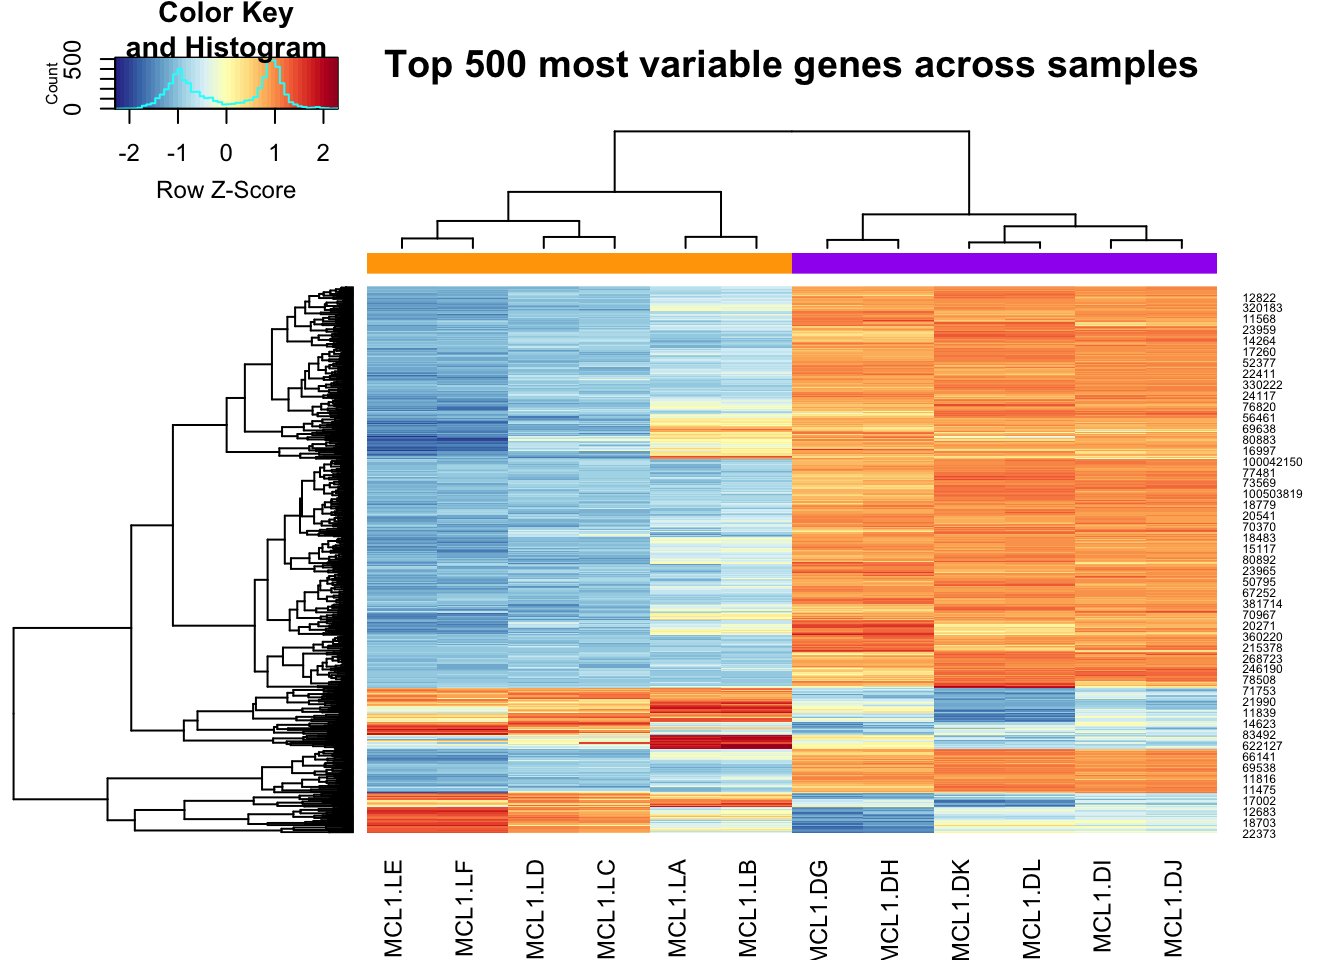 Color Key
and Histogram
Count
0 500
-2 -1 0 1 2
Row Z-Score
Top 500 most variable genes across samples
12822
320183
11568
23959
14264
17260
52377
22411
330222
24117
76820
56461
69638
80883
16997
100042150
77481
73569
100503819
18779
20541
70370
18483
15117
80892
23965
50795
67252
381714
70967
20271
360220
215378
268723
246190
78508
71753
21990
11839
14623
83492
622127
66141
69538
11816
11475
17002
12683
18703
22373
MCL1.LE
MCL1.LF
MCL1.LD
MCL1.LC
MCL1.LA
MCL1.LB
MCL1.DG
MCL1.DH
MCL1.DK
MCL1.DL
MCL1.DI
MCL1.DJ